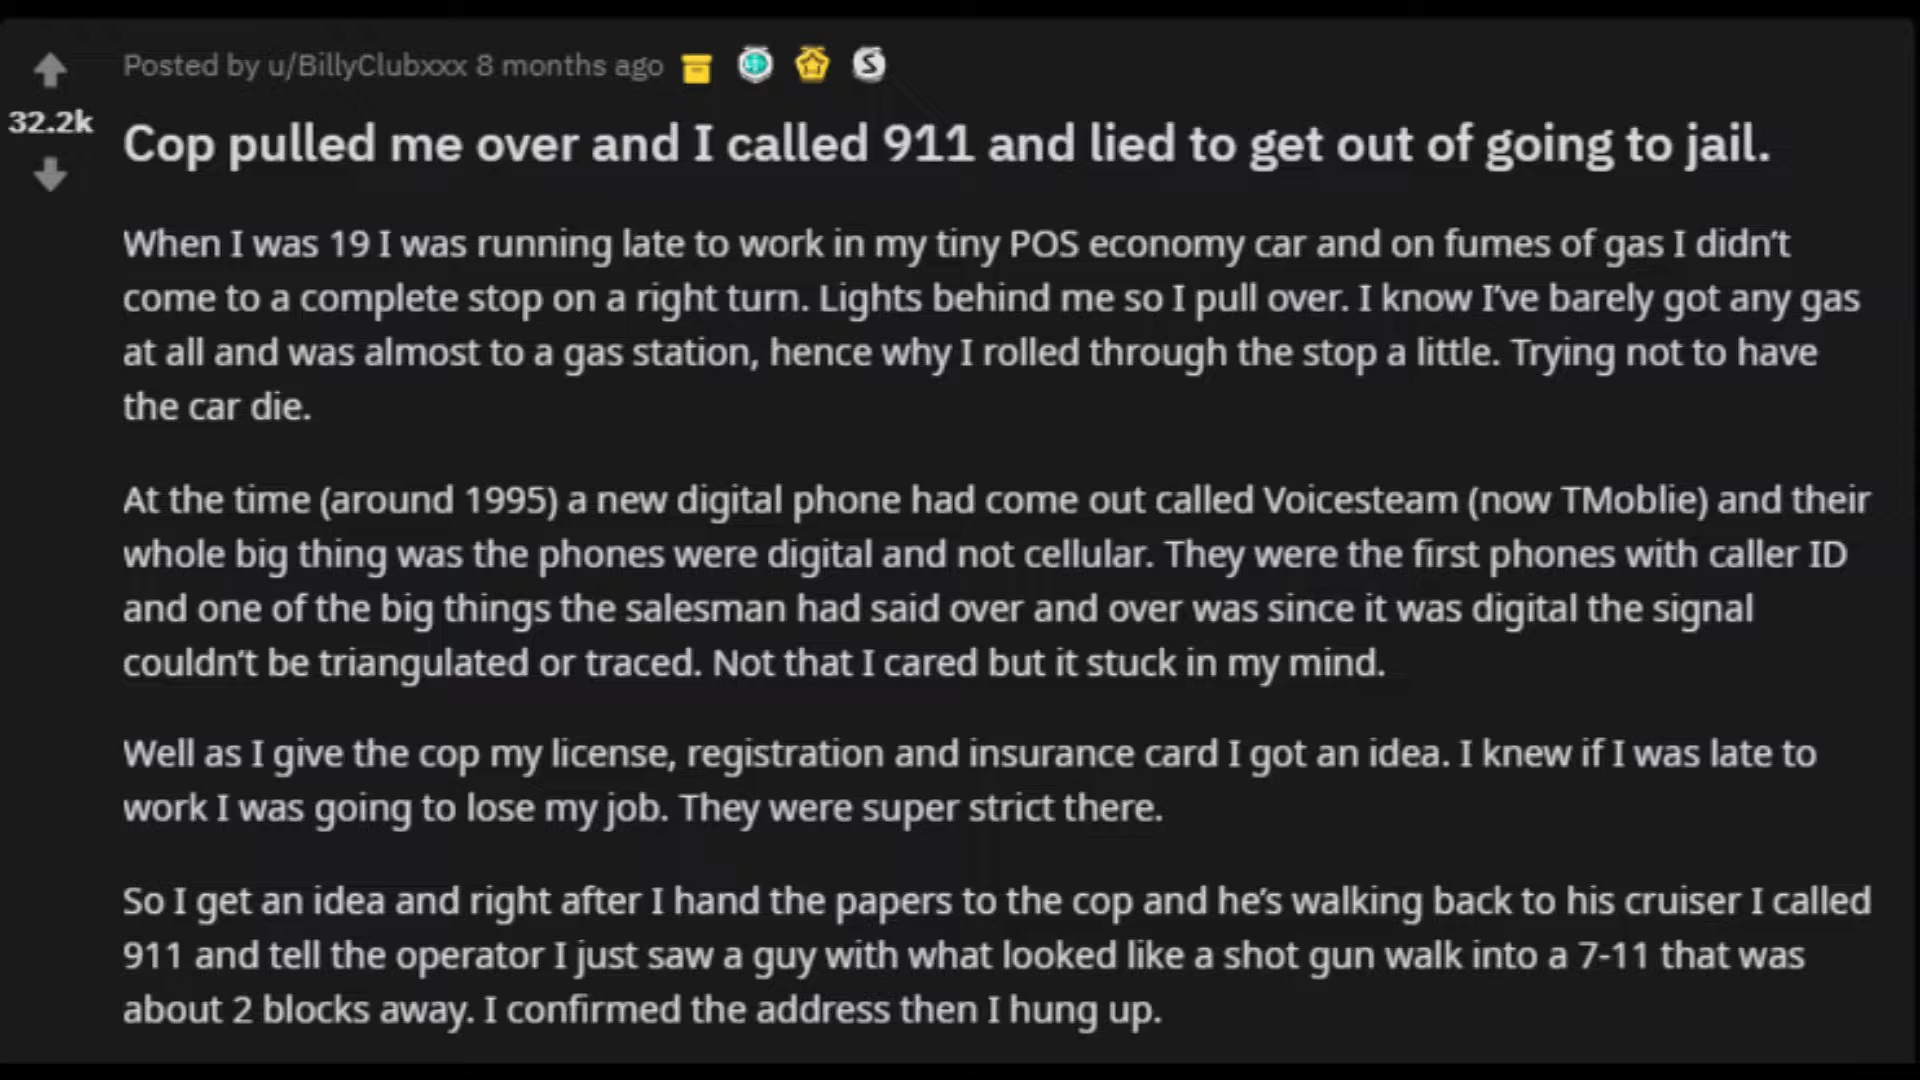 Posted by u/BillyClubxxx 8 months ago
32.2k
Cop pulled me over and I called 911 and lied to get out of going to jail.
When I was 19 I was running late to work in my tiny POS economy car and on fumes of gas I didn't
come to a complete stop on a right turn. Lights behind me so I pull over. I know I've barely got any gas
at all and was almost to a gas station, hence why I rolled through the stop a little. Trying not to have
the car die.
At the time (around 1995) a new digital phone had come out called Voicesteam (now TMoblie) and their
whole big thing was the phones were digital and not cellular. They were the first phones with caller ID
and one of the big things the salesman had said over and over was since it was digital the signal
couldn't be triangulated or traced. Not that I cared but it stuck in my mind.
Well as I give the cop my license, registration and insurance card I got an idea. I knew if I was late to
work I was going to lose my job. They were super strict there.
So I get an idea and right after I hand the papers to the cop and he's walking back to his cruiser I called
911 and tell the operator I just saw a guy with what looked like a shot gun walk into a 7-11 that was
about 2 blocks away. I confirmed the address then I hung up.